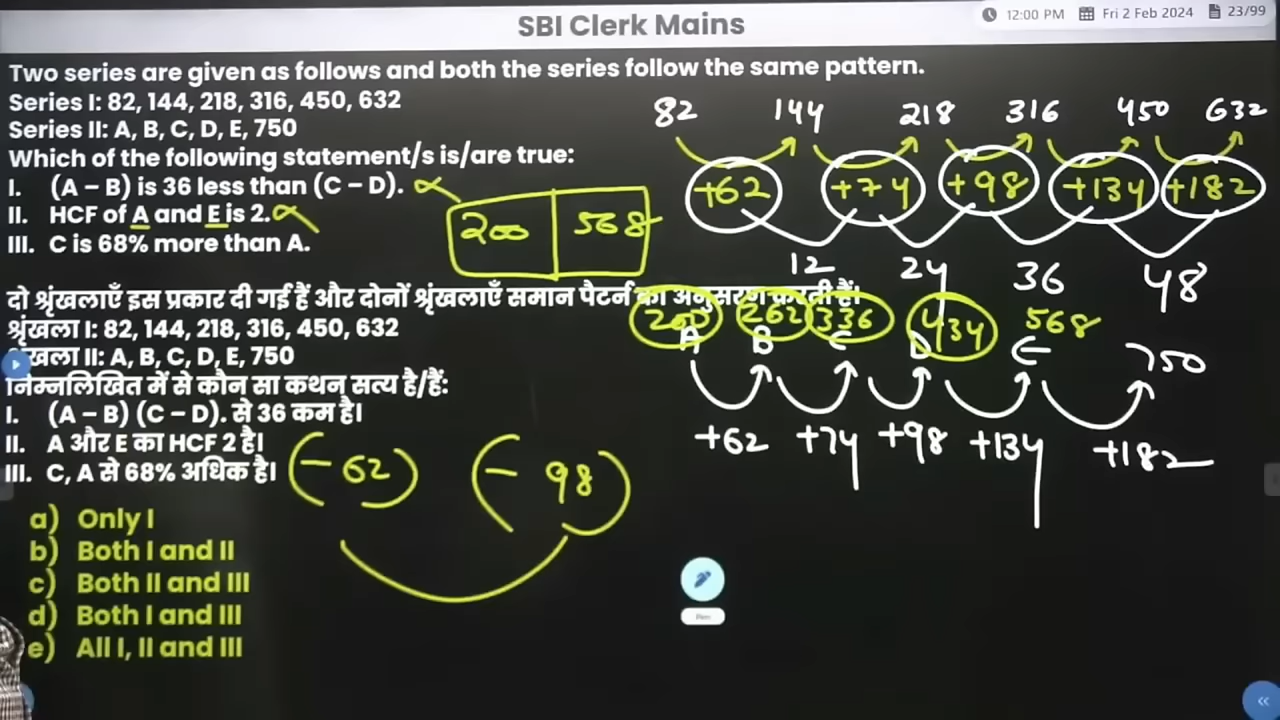 SBI Clerk Mains
12:00 PM Fri 2 Feb 2024 23/99
Two series are given as follows and both the series follow the same pattern.
Series I: 82, 144, 218, 316, 450, 632
Series II: A, B, C, D, E, 750
Which of the following statement/s is/are true:
I. (A – B) is 36 less than (C – D).
II. HCF of A and E is 2.
III. C is 68% more than A.
200 568
दो श्रृंखलाएँ इस प्रकार दी गई हैं और दोनों श्रृंखलाएँ समान पैटर्न का अनुसरण करती हैं।
श्रृंखला I: 82, 144, 218, 316, 450, 632
श्रृंखला II: A, B, C, D, E, 750
निम्नलिखित में से कौन सा कथन सत्य है/हैं:
I. (A – B) (C – D). से 36 कम है।
II. A और E का HCF 2 है।
III. C, A से 68% अधिक है।
(– 62) (– 98)
a) Only I
b) Both I and II
c) Both II and III
d) Both I and III
e) All I, II and III
82 144 218 316 450 632
+62 +74 +98 +134 +182
12 24 36 48
200 262 336 434 568
A B C D E 750
+62 +74 +98 +134 +182